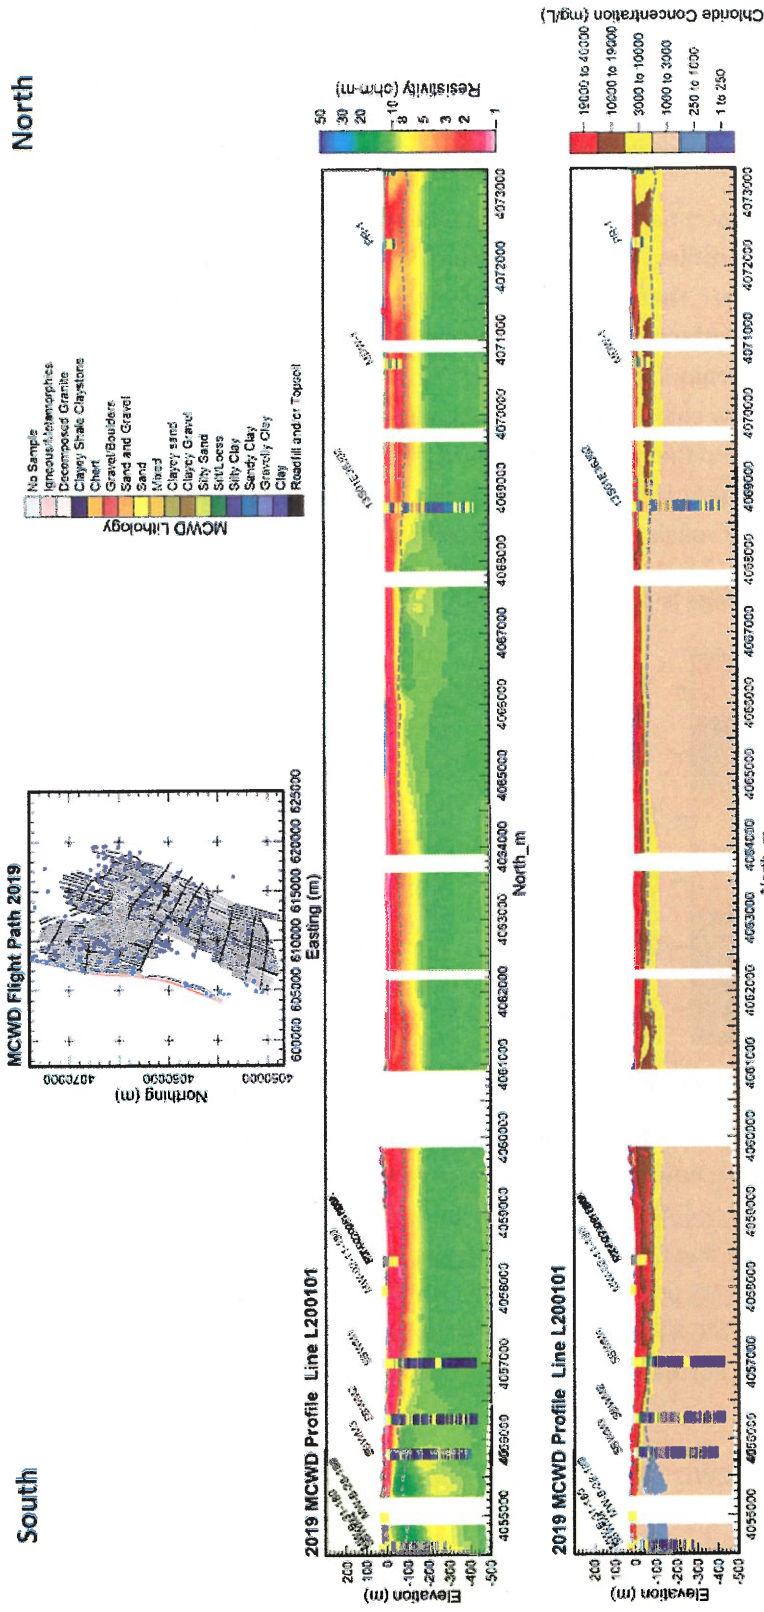 South
North
MCWD Flight Path 2019
Northing (m)
4070000
4060000
4050000
600000 605000 610000 615000 620000 625000
Easting (m)
MCWD Lithology
No Sample
Igneous/Metamorphics
Decomposed Granite
Clayey Shale Claystone
Chert
Gravel/Boulders
Sand and Gravel
Sand
Mixed
Clayey sand
Clayey Gravel
Silty Sand
Silt/Loess
Silty Clay
Sandy Clay
Gravelly Clay
Clay
Roadfill and/or Topsoil
2019 MCWD Profile Line L200101
Elevation (m)
200
100
0
-100
-200
-300
-400
-500
SBWM3
SBWM2
MDW-1
PR-1
4055000 4056000 4057000 4058000 4059000 4060000 4061000 4062000 4063000 4064000 4065000 4066000 4067000 4068000 4069000 4070000 4071000 4072000 4073000
North_m
Resistivity (ohm-m)
50
30
20
10
8
5
3
2
1
2019 MCWD Profile Line L200101
Elevation (m)
200
100
0
-100
-200
-300
-400
-500
SBWM3
SBWM2
MDW-1
PR-1
4055000 4056000 4057000 4058000 4059000 4060000 4061000 4062000 4063000 4064000 4065000 4066000 4067000 4068000 4069000 4070000 4071000 4072000 4073000
Chloride Concentration (mg/L)
19000 to 40000
10000 to 19000
3000 to 10000
1000 to 3000
250 to 1000
1 to 250